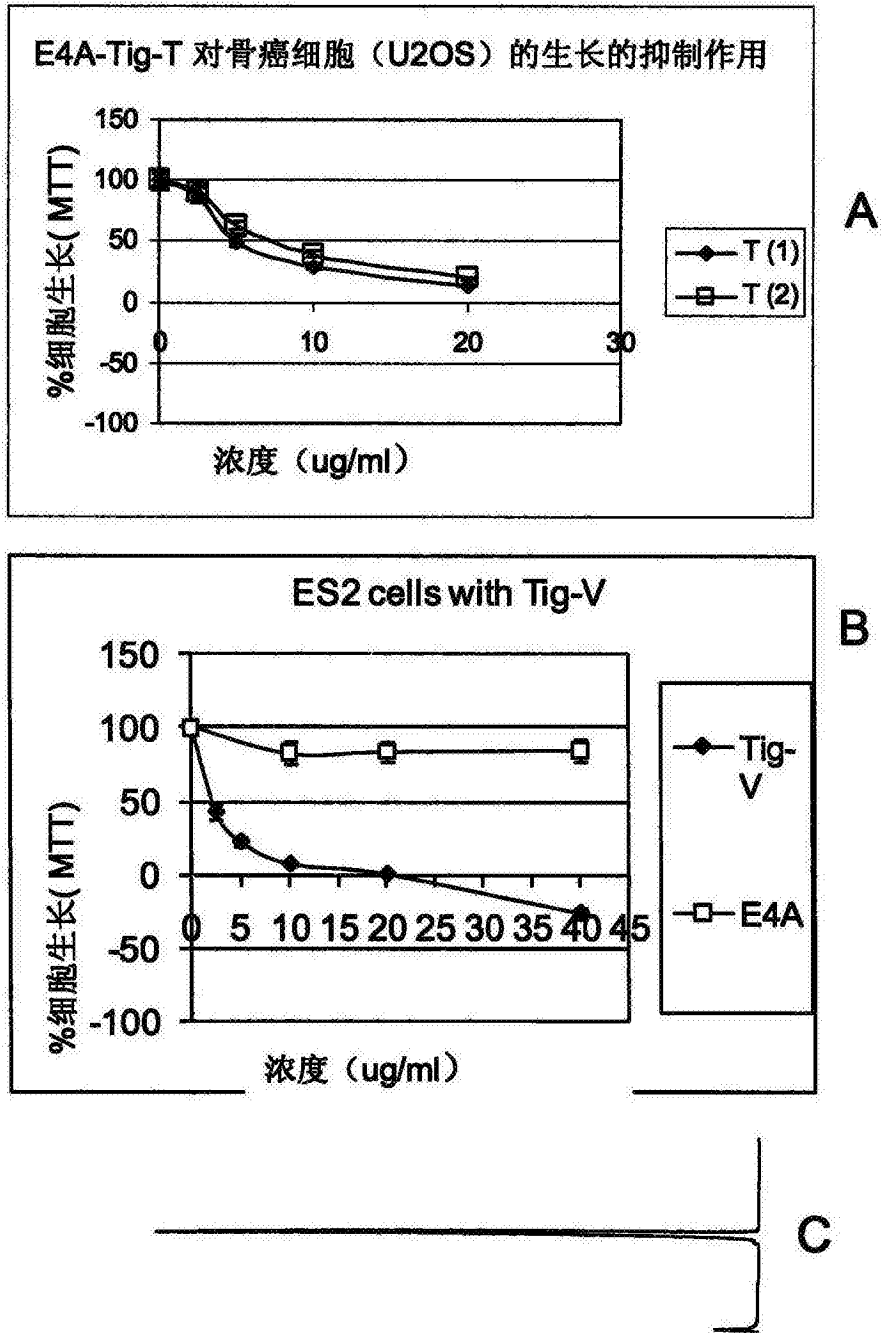 E4A-Tig-T 对骨癌细胞（U2OS）的生长的抑制作用
150
100
50
0
-50
-100
0 10 20 30
%细胞生长( MTT)
浓度（ug/ml）
T (1)
T (2)
A
ES2 cells with Tig-V
150
100
50
0
-50
-100
0 5 10 15 20 25 30 35 40 45
%细胞生长( MTT)
浓度（ug/ml）
Tig-
V
E4A
B
C